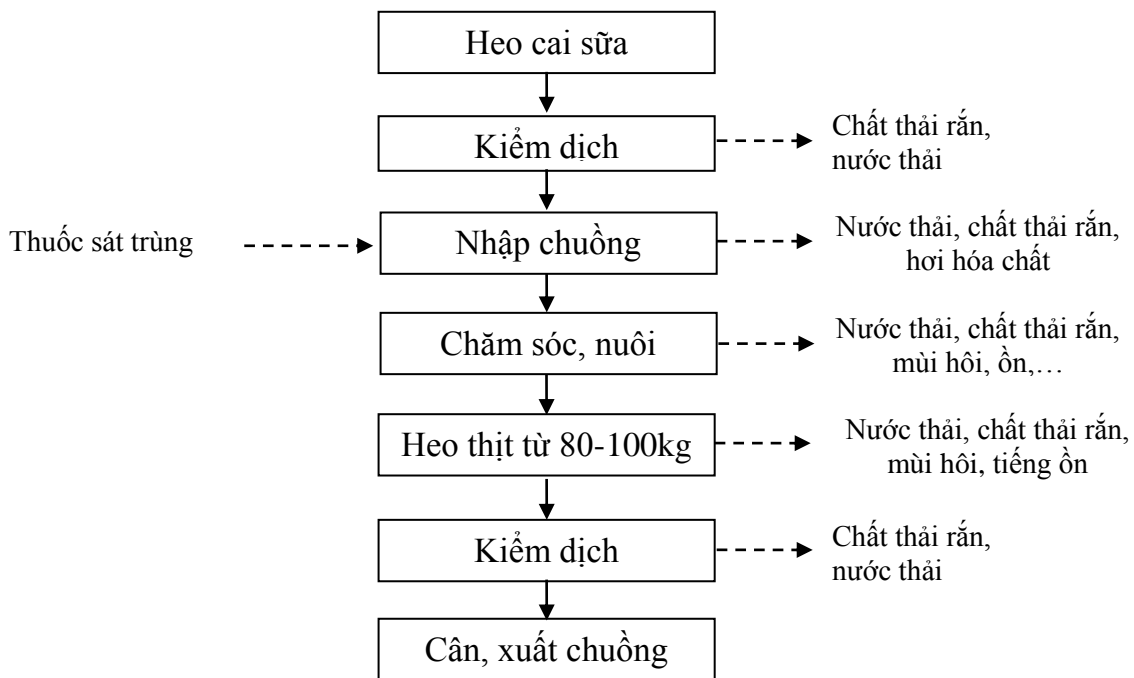 Heo cai sữa
Kiểm dịch
Chất thải rắn,
nước thải
Thuốc sát trùng
Nhập chuồng
Nước thải, chất thải rắn,
hơi hóa chất
Chăm sóc, nuôi
Nước thải, chất thải rắn,
mùi hôi, ồn,…
Heo thịt từ 80-100kg
Nước thải, chất thải rắn,
mùi hôi, tiếng ồn
Kiểm dịch
Chất thải rắn,
nước thải
Cân, xuất chuồng